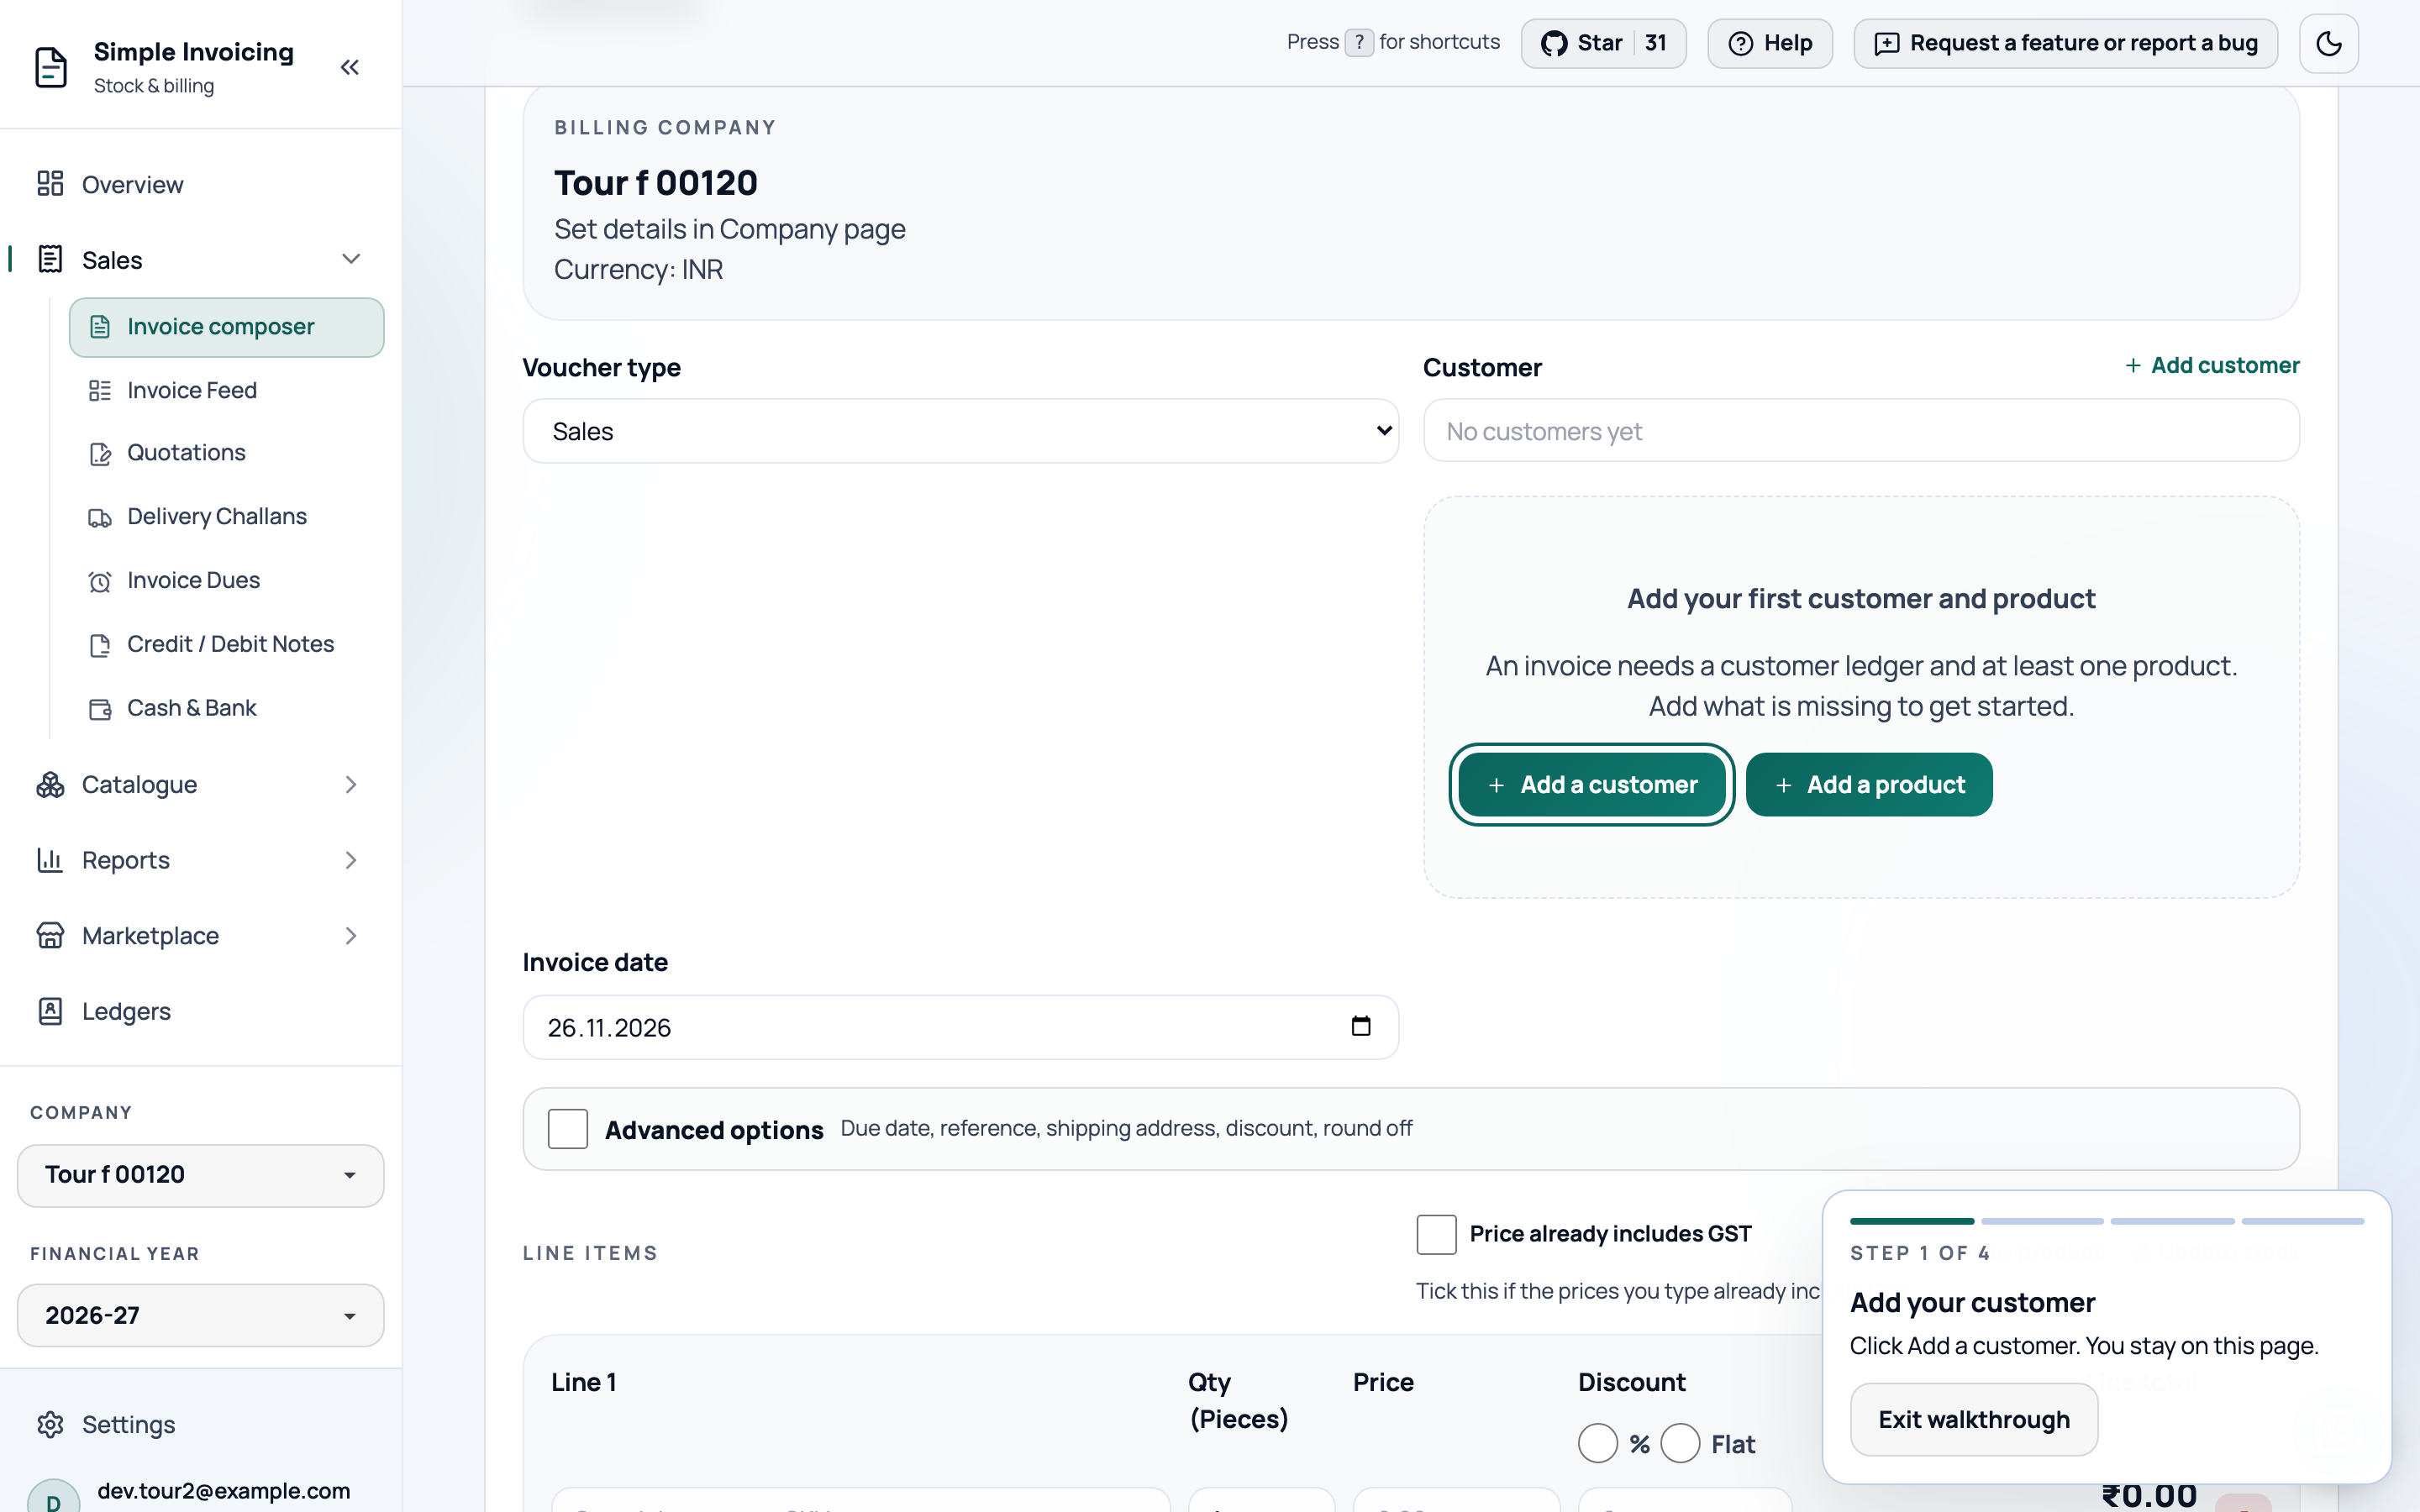 Simple Invoicing
Stock & billing
Press ? for shortcuts
Star 31
Help
Request a feature or report a bug
Overview
Sales
Invoice composer
Invoice Feed
Quotations
Delivery Challans
Invoice Dues
Credit / Debit Notes
Cash & Bank
Catalogue
Reports
Marketplace
Ledgers
COMPANY
Tour f 00120
FINANCIAL YEAR
2026-27
Settings
D
dev.tour2@example.com
BILLING COMPANY
Tour f 00120
Set details in Company page
Currency: INR
Voucher type
Sales
Customer
+ Add customer
No customers yet
Add your first customer and product
An invoice needs a customer ledger and at least one product.
Add what is missing to get started.
+ Add a customer
+ Add a product
Invoice date
26.11.2026
Advanced options Due date, reference, shipping address, discount, round off
LINE ITEMS
Price already includes GST
Tick this if the prices you type already inc
Line 1
Qty
(Pieces)
Price
Discount
% Flat
₹0.00
STEP 1 OF 4
Add your customer
Click Add a customer. You stay on this page.
Exit walkthrough